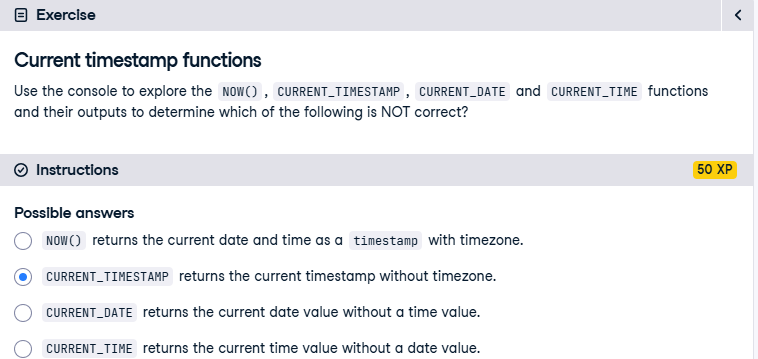 Exercise
Current timestamp functions
Use the console to explore the NOW() , CURRENT_TIMESTAMP , CURRENT_DATE and CURRENT_TIME functions
and their outputs to determine which of the following is NOT correct?
Instructions
50 XP
Possible answers
NOW() returns the current date and time as a timestamp with timezone.
CURRENT_TIMESTAMP returns the current timestamp without timezone.
CURRENT_DATE returns the current date value without a time value.
CURRENT_TIME returns the current time value without a date value.